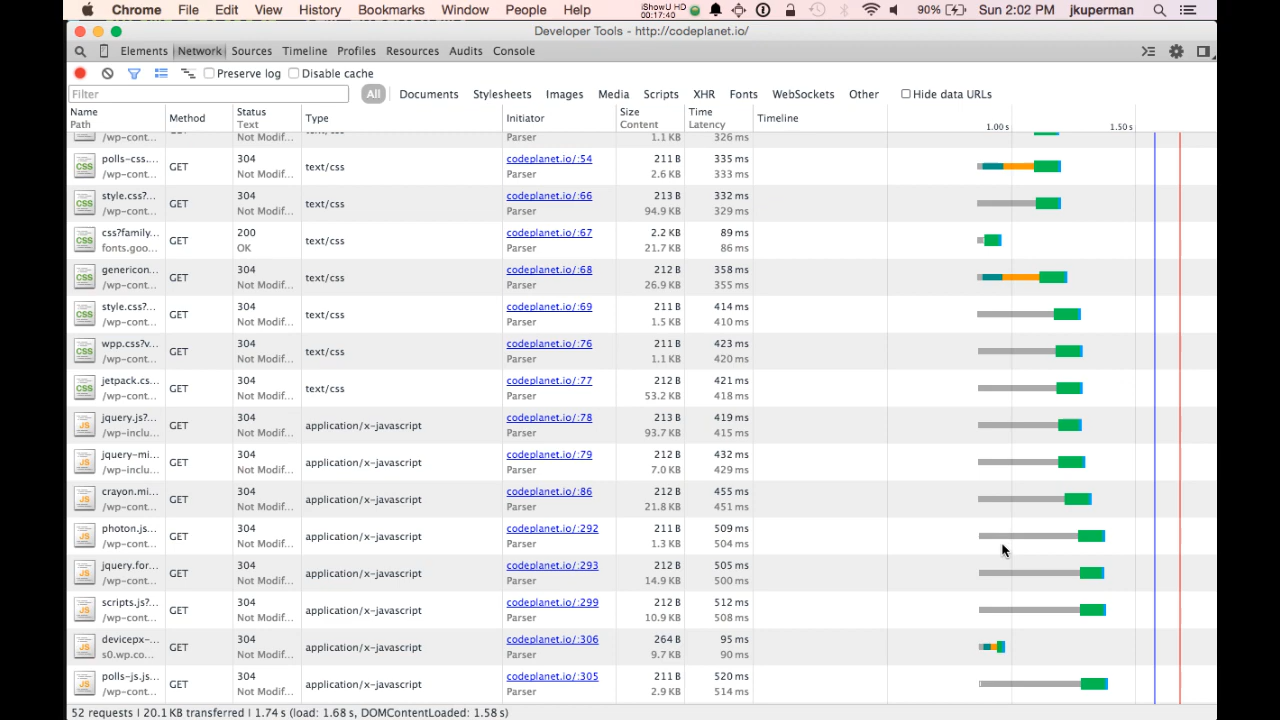 Chrome File Edit View History Bookmarks Window People Help iShowU HD 00:17:40 90% Sun 2:02 PM jkuperman
Developer Tools - http://codeplanet.io/
Elements Network Sources Timeline Profiles Resources Audits Console
Preserve log Disable cache
Filter All Documents Stylesheets Images Media Scripts XHR Fonts WebSockets Other Hide data URLs
Name Status Size Time
Method Type Initiator Timeline
Path Text Content Latency 1.00 s 1.50 s
/wp-cont... Not Modif... text/css Parser 1.1 KB 326 ms
polls-css.... 304 codeplanet.io/:54 211 B 335 ms
GET text/css
/wp-cont... Not Modif... Parser 2.6 KB 333 ms
style.css?... 304 codeplanet.io/:66 213 B 332 ms
GET text/css
/wp-cont... Not Modif... Parser 94.9 KB 329 ms
css?family... 200 codeplanet.io/:67 2.2 KB 89 ms
GET text/css
fonts.goo... OK Parser 21.7 KB 86 ms
genericon... 304 codeplanet.io/:68 212 B 358 ms
GET text/css
/wp-cont... Not Modif... Parser 26.9 KB 355 ms
style.css?... 304 codeplanet.io/:69 211 B 414 ms
GET text/css
/wp-cont... Not Modif... Parser 1.5 KB 410 ms
wpp.css?v... 304 codeplanet.io/:76 211 B 423 ms
GET text/css
/wp-cont... Not Modif... Parser 1.1 KB 420 ms
jetpack.cs... 304 codeplanet.io/:77 212 B 421 ms
GET text/css
/wp-cont... Not Modif... Parser 53.2 KB 418 ms
jquery.js?... 304 codeplanet.io/:78 213 B 419 ms
GET application/x-javascript
/wp-inclu... Not Modif... Parser 93.7 KB 415 ms
jquery-mi... 304 codeplanet.io/:79 212 B 432 ms
GET application/x-javascript
/wp-inclu... Not Modif... Parser 7.0 KB 429 ms
crayon.mi... 304 codeplanet.io/:86 212 B 455 ms
GET application/x-javascript
/wp-cont... Not Modif... Parser 21.8 KB 451 ms
photon.js... 304 codeplanet.io/:292 211 B 509 ms
GET application/x-javascript
/wp-cont... Not Modif... Parser 1.3 KB 504 ms
jquery.for... 304 codeplanet.io/:293 212 B 505 ms
GET application/x-javascript
/wp-cont... Not Modif... Parser 14.9 KB 500 ms
scripts.js?... 304 codeplanet.io/:299 212 B 512 ms
GET application/x-javascript
/wp-cont... Not Modif... Parser 10.9 KB 508 ms
devicepx-... 304 codeplanet.io/:306 264 B 95 ms
GET application/x-javascript
s0.wp.co... Not Modif... Parser 9.7 KB 90 ms
polls-js.js... 304 codeplanet.io/:305 211 B 520 ms
GET application/x-javascript
/wp-cont... Not Modif... Parser 2.9 KB 514 ms
52 requests | 20.1 KB transferred | 1.74 s (load: 1.68 s, DOMContentLoaded: 1.58 s)